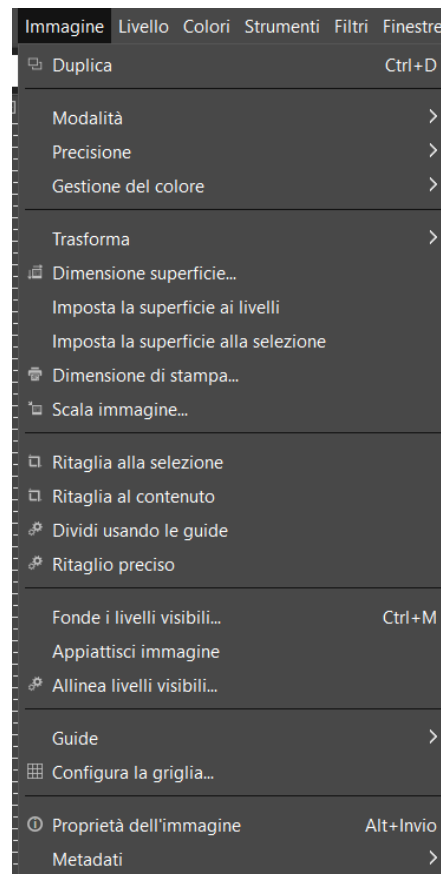 Immagine Livello Colori Strumenti Filtri Finestre
Duplica Ctrl+D
Modalità
Precisione
Gestione del colore
Trasforma
Dimensione superficie...
Imposta la superficie ai livelli
Imposta la superficie alla selezione
Dimensione di stampa...
Scala immagine...
Ritaglia alla selezione
Ritaglia al contenuto
Dividi usando le guide
Ritaglio preciso
Fonde i livelli visibili... Ctrl+M
Appiattisci immagine
Allinea livelli visibili...
Guide
Configura la griglia...
Proprietà dell'immagine Alt+Invio
Metadati